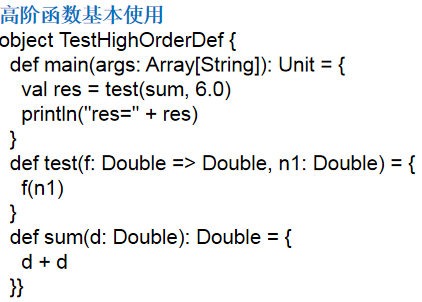 高阶函数基本使用
object TestHighOrderDef {
  def main(args: Array[String]): Unit = {
    val res = test(sum, 6.0)
    println("res=" + res)
  }
  def test(f: Double => Double, n1: Double) = {
    f(n1)
  }
  def sum(d: Double): Double = {
    d + d
  }}